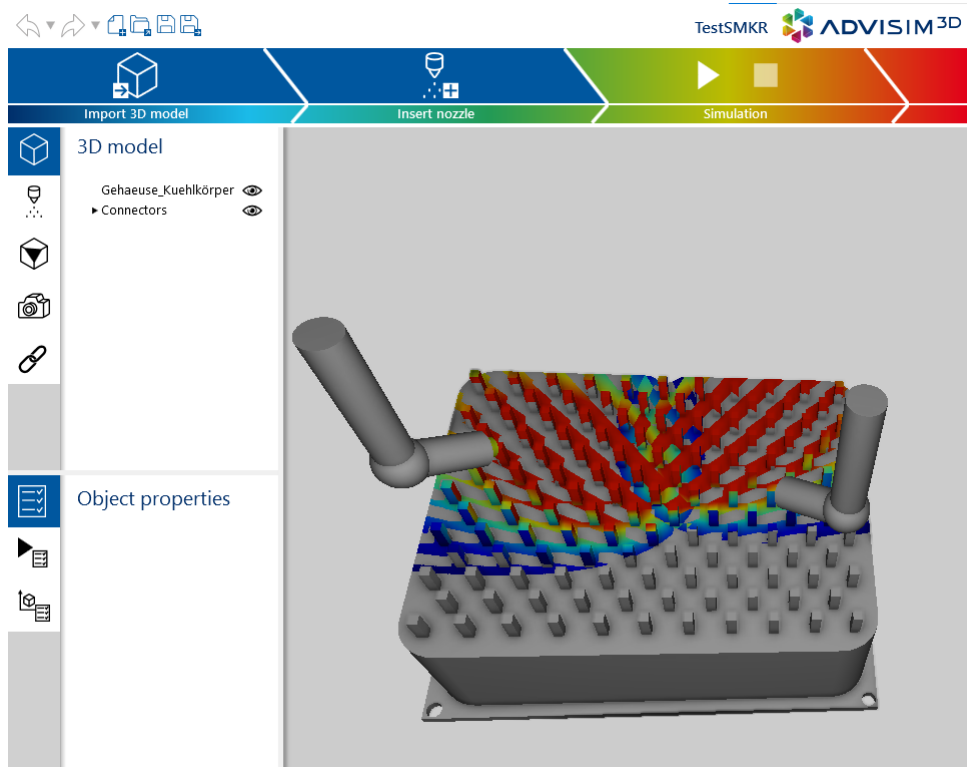 TestSMKR ADVISIM3D
Import 3D model
Insert nozzle
Simulation
3D model
Gehaeuse_Kuehlkörper
Connectors
Object properties